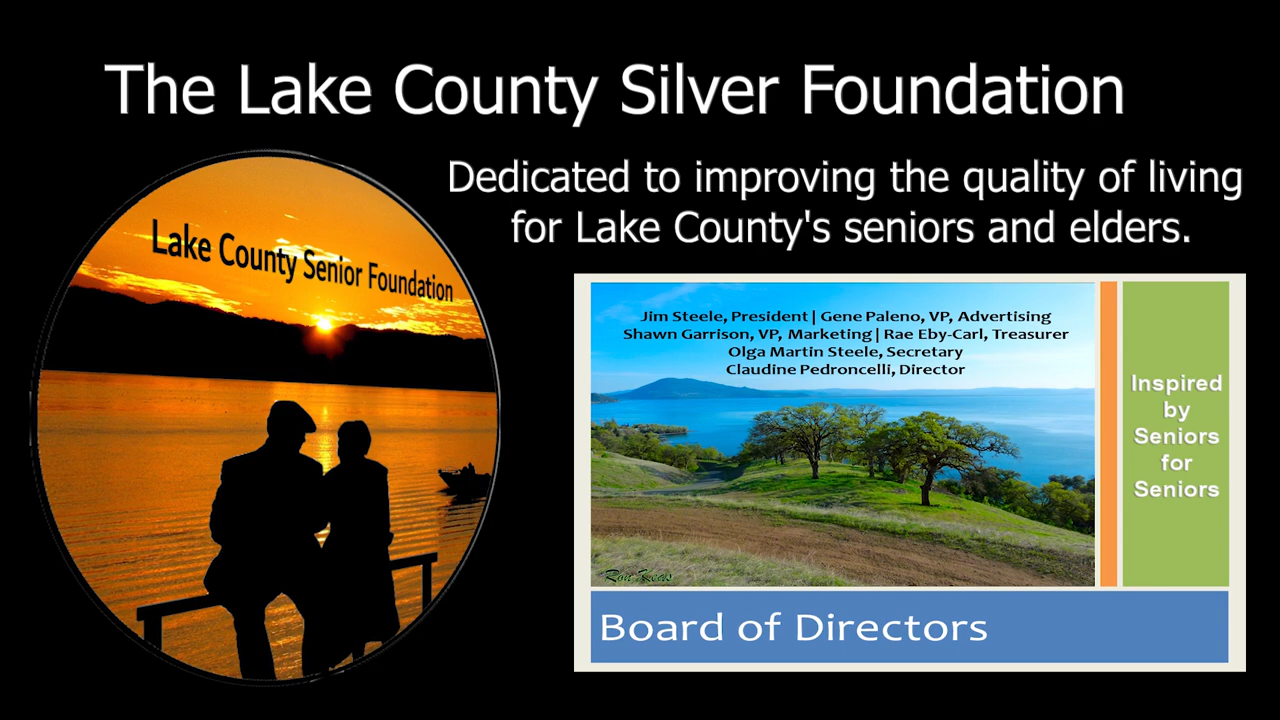 The Lake County Silver Foundation
Dedicated to improving the quality of living
for Lake County's seniors and elders.
Lake County Senior Foundation
Jim Steele, President | Gene Paleno, VP, Advertising
Shawn Garrison, VP, Marketing | Rae Eby-Carl, Treasurer
Olga Martin Steele, Secretary
Claudine Pedroncelli, Director
Inspired
by
Seniors
for
Seniors
Ron Keas
Board of Directors